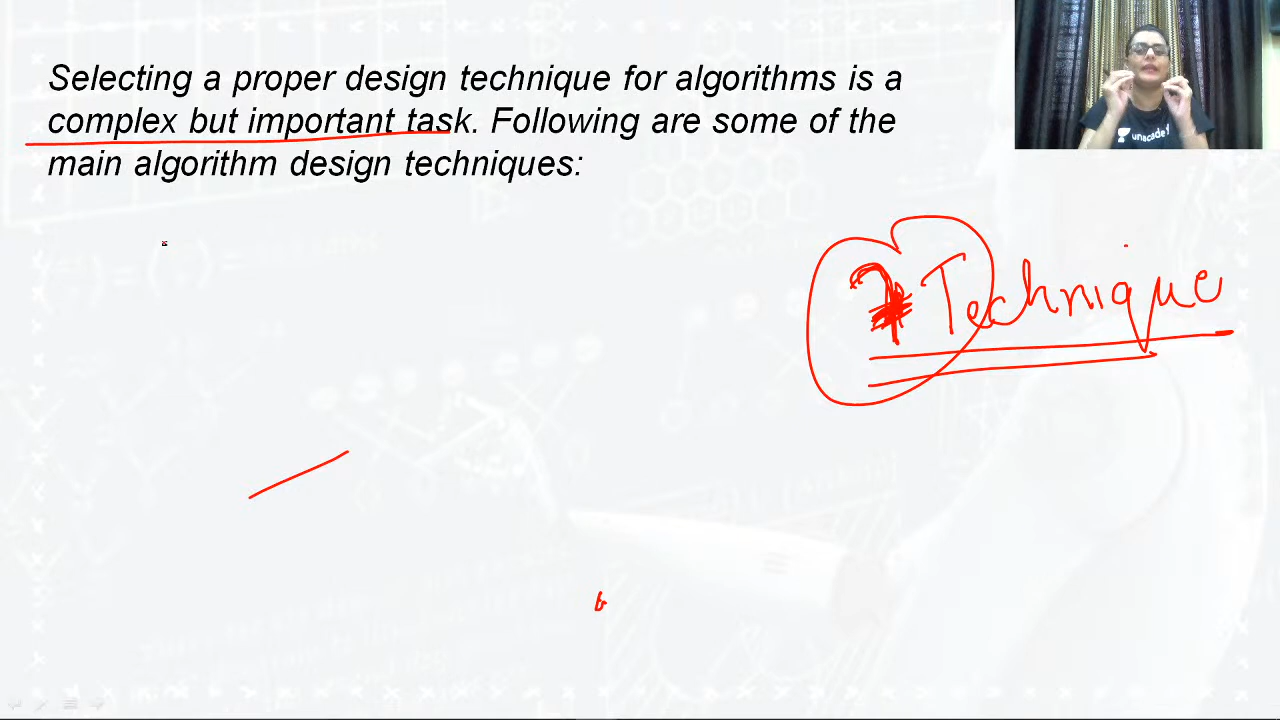 Selecting a proper design technique for algorithms is a
complex but important task. Following are some of the
main algorithm design techniques:
unacade
Technique